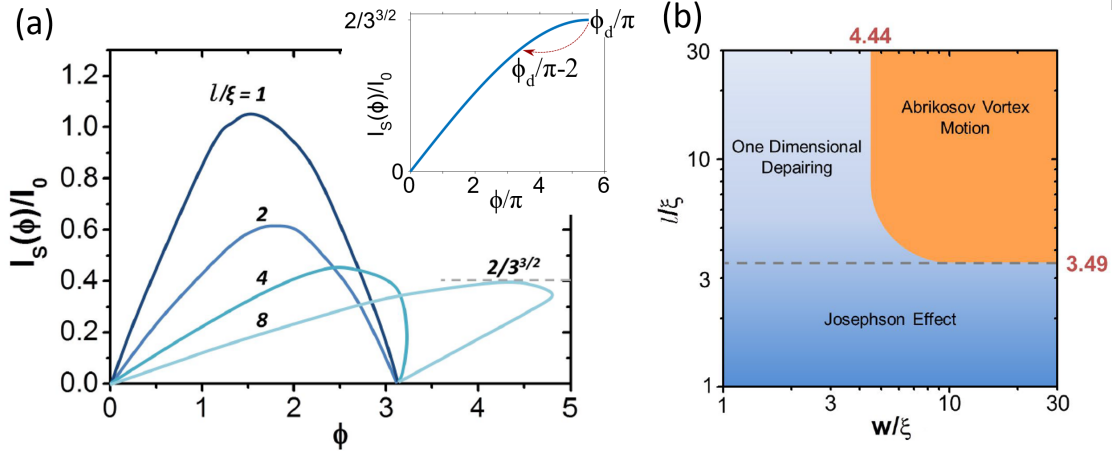 (a)
I_S(ϕ)/I_0
1.2
1.0
0.8
0.6
0.4
0.2
0.0
l/ξ = 1
2
4
8
2/3^{3/2}
0
1
2
3
4
5
ϕ
2/3^{3/2}
0
I_S(ϕ)/I_0
ϕ_d/π
ϕ_d/π-2
0
2
4
6
ϕ/π
(b)
4.44
30
10
3
1
l/ξ
One Dimensional
Depairing
Abrikosov Vortex
Motion
3.49
Josephson Effect
1
3
10
30
w/ξ